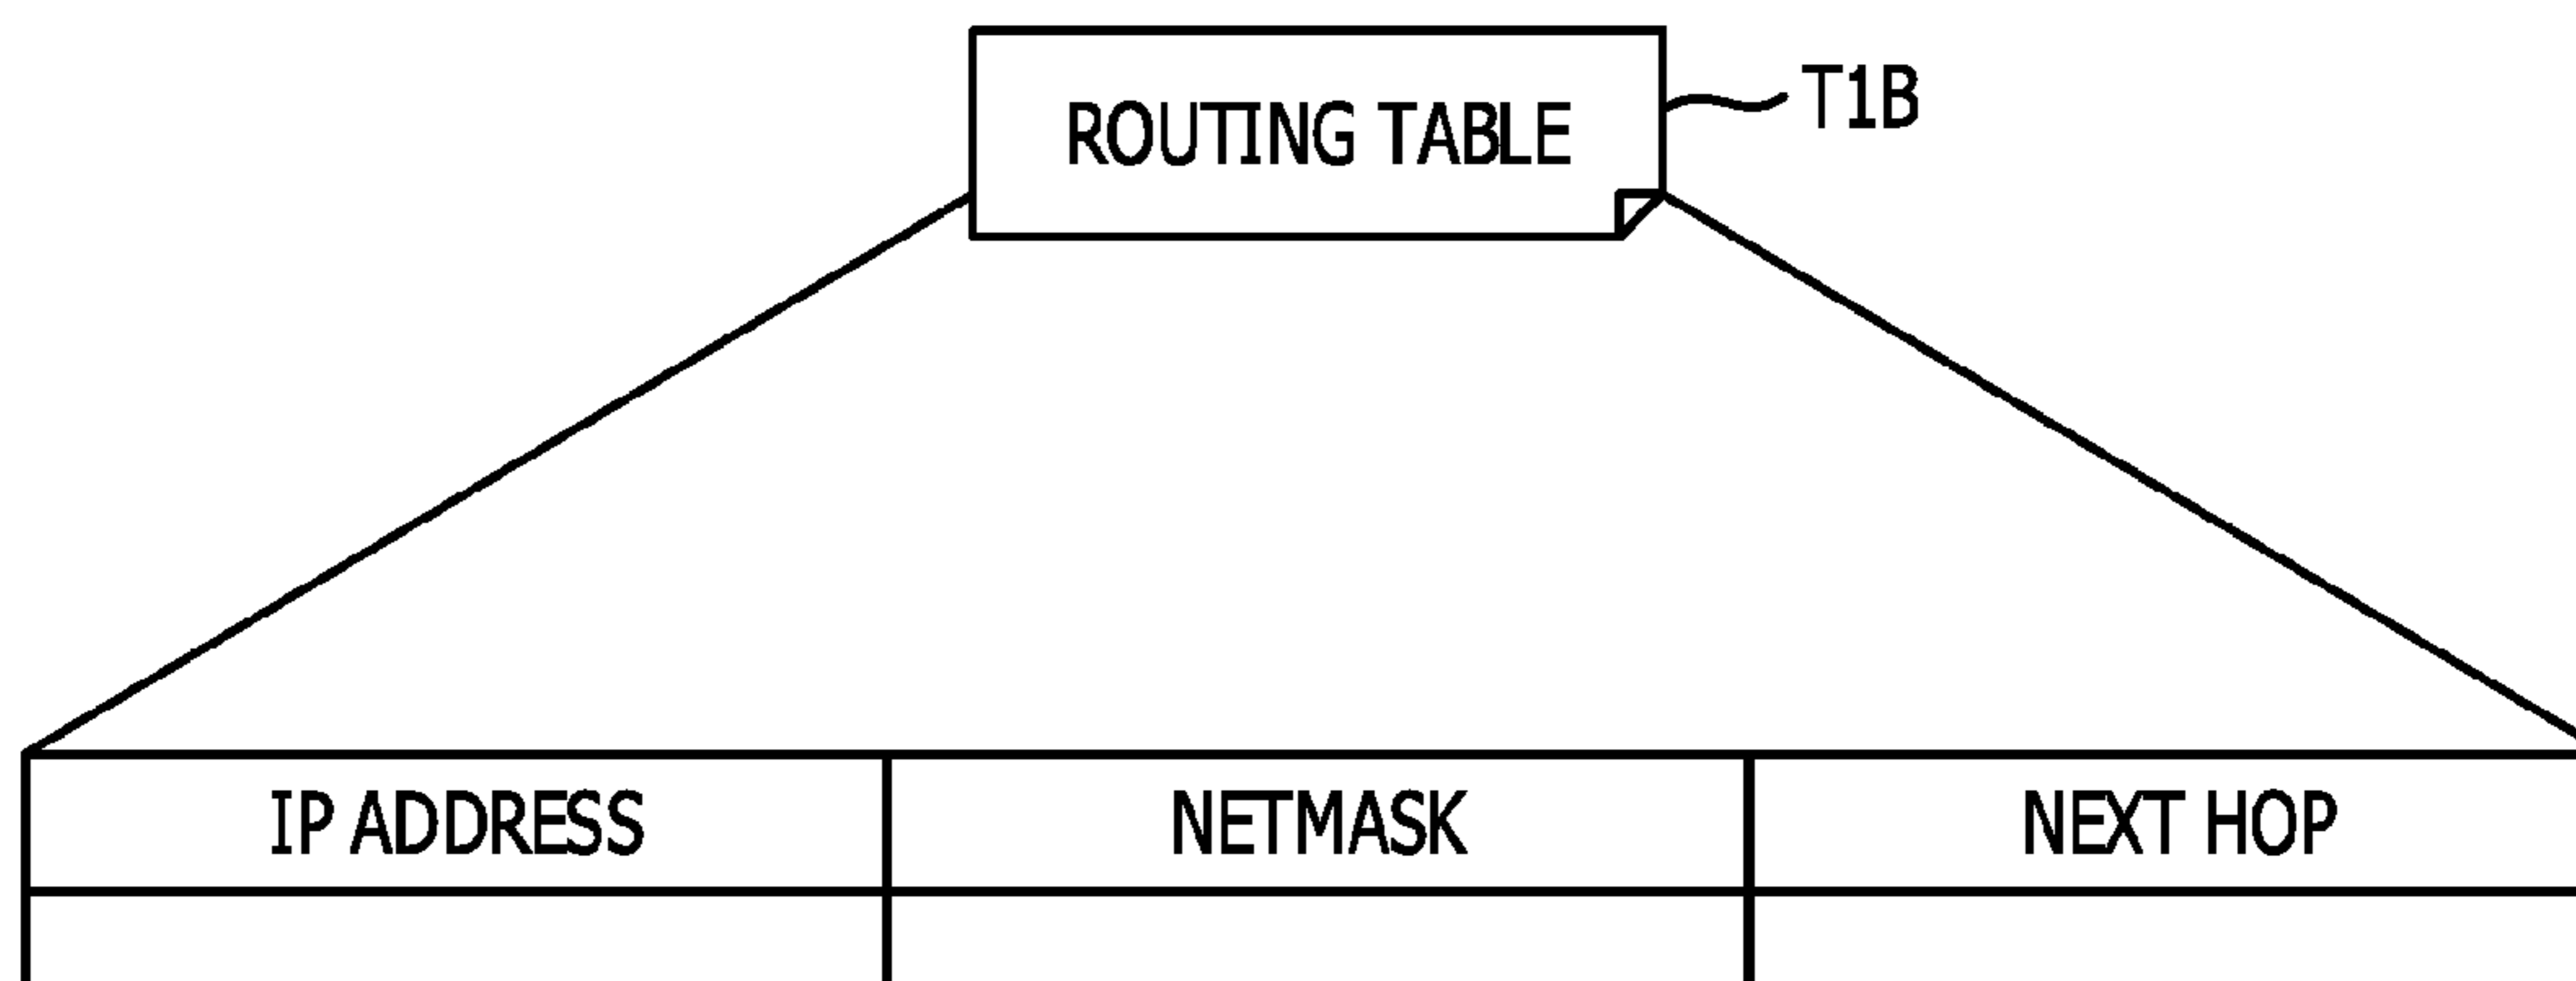 ROUTING TABLE
T1B
IP ADDRESS
NETMASK
NEXT HOP